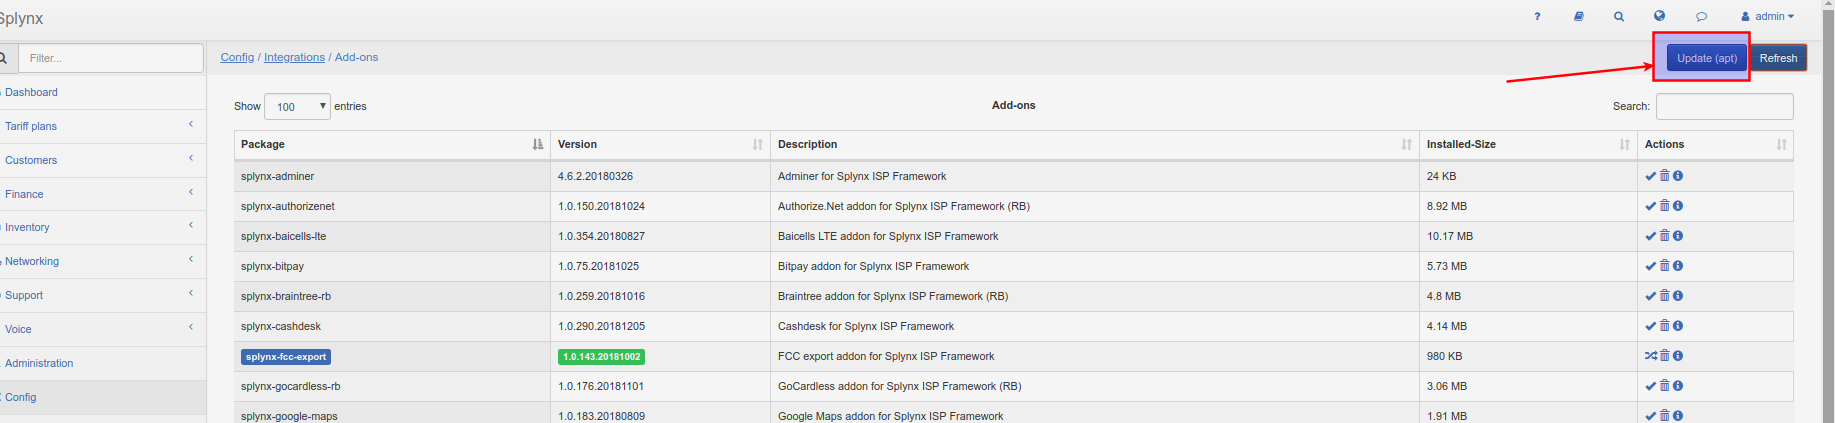 Splynx
? admin
Filter...
Config / Integrations / Add-ons
Update (apt) Refresh
Dashboard
Tariff plans
Customers
Finance
Inventory
Networking
Support
Voice
Administration
Config
Show 100 entries
Add-ons
Search:
Package Version Description Installed-Size Actions
splynx-adminer 4.6.2.20180326 Adminer for Splynx ISP Framework 24 KB
splynx-authorizenet 1.0.150.20181024 Authorize.Net addon for Splynx ISP Framework (RB) 8.92 MB
splynx-baicells-lte 1.0.354.20180827 Baicells LTE addon for Splynx ISP Framework 10.17 MB
splynx-bitpay 1.0.75.20181025 Bitpay addon for Splynx ISP Framework 5.73 MB
splynx-braintree-rb 1.0.259.20181016 Braintree addon for Splynx ISP Framework (RB) 4.8 MB
splynx-cashdesk 1.0.290.20181205 Cashdesk for Splynx ISP Framework 4.14 MB
splynx-fcc-export 1.0.143.20181002 FCC export addon for Splynx ISP Framework 980 KB
splynx-gocardless-rb 1.0.176.20181101 GoCardless addon for Splynx ISP Framework (RB) 3.06 MB
splynx-google-maps 1.0.183.20180809 Google Maps addon for Splynx ISP Framework 1.91 MB